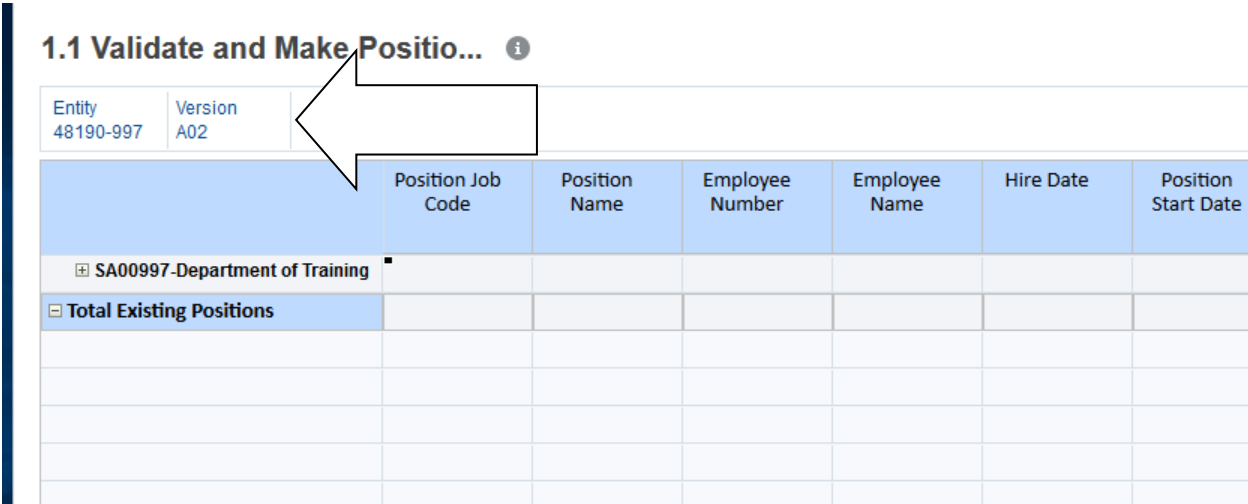 1.1 Validate and Make Positio...
Entity Version
48190-997 A02
Position Job Code Position Name Employee Number Employee Name Hire Date Position Start Date
SA00997-Department of Training
Total Existing Positions